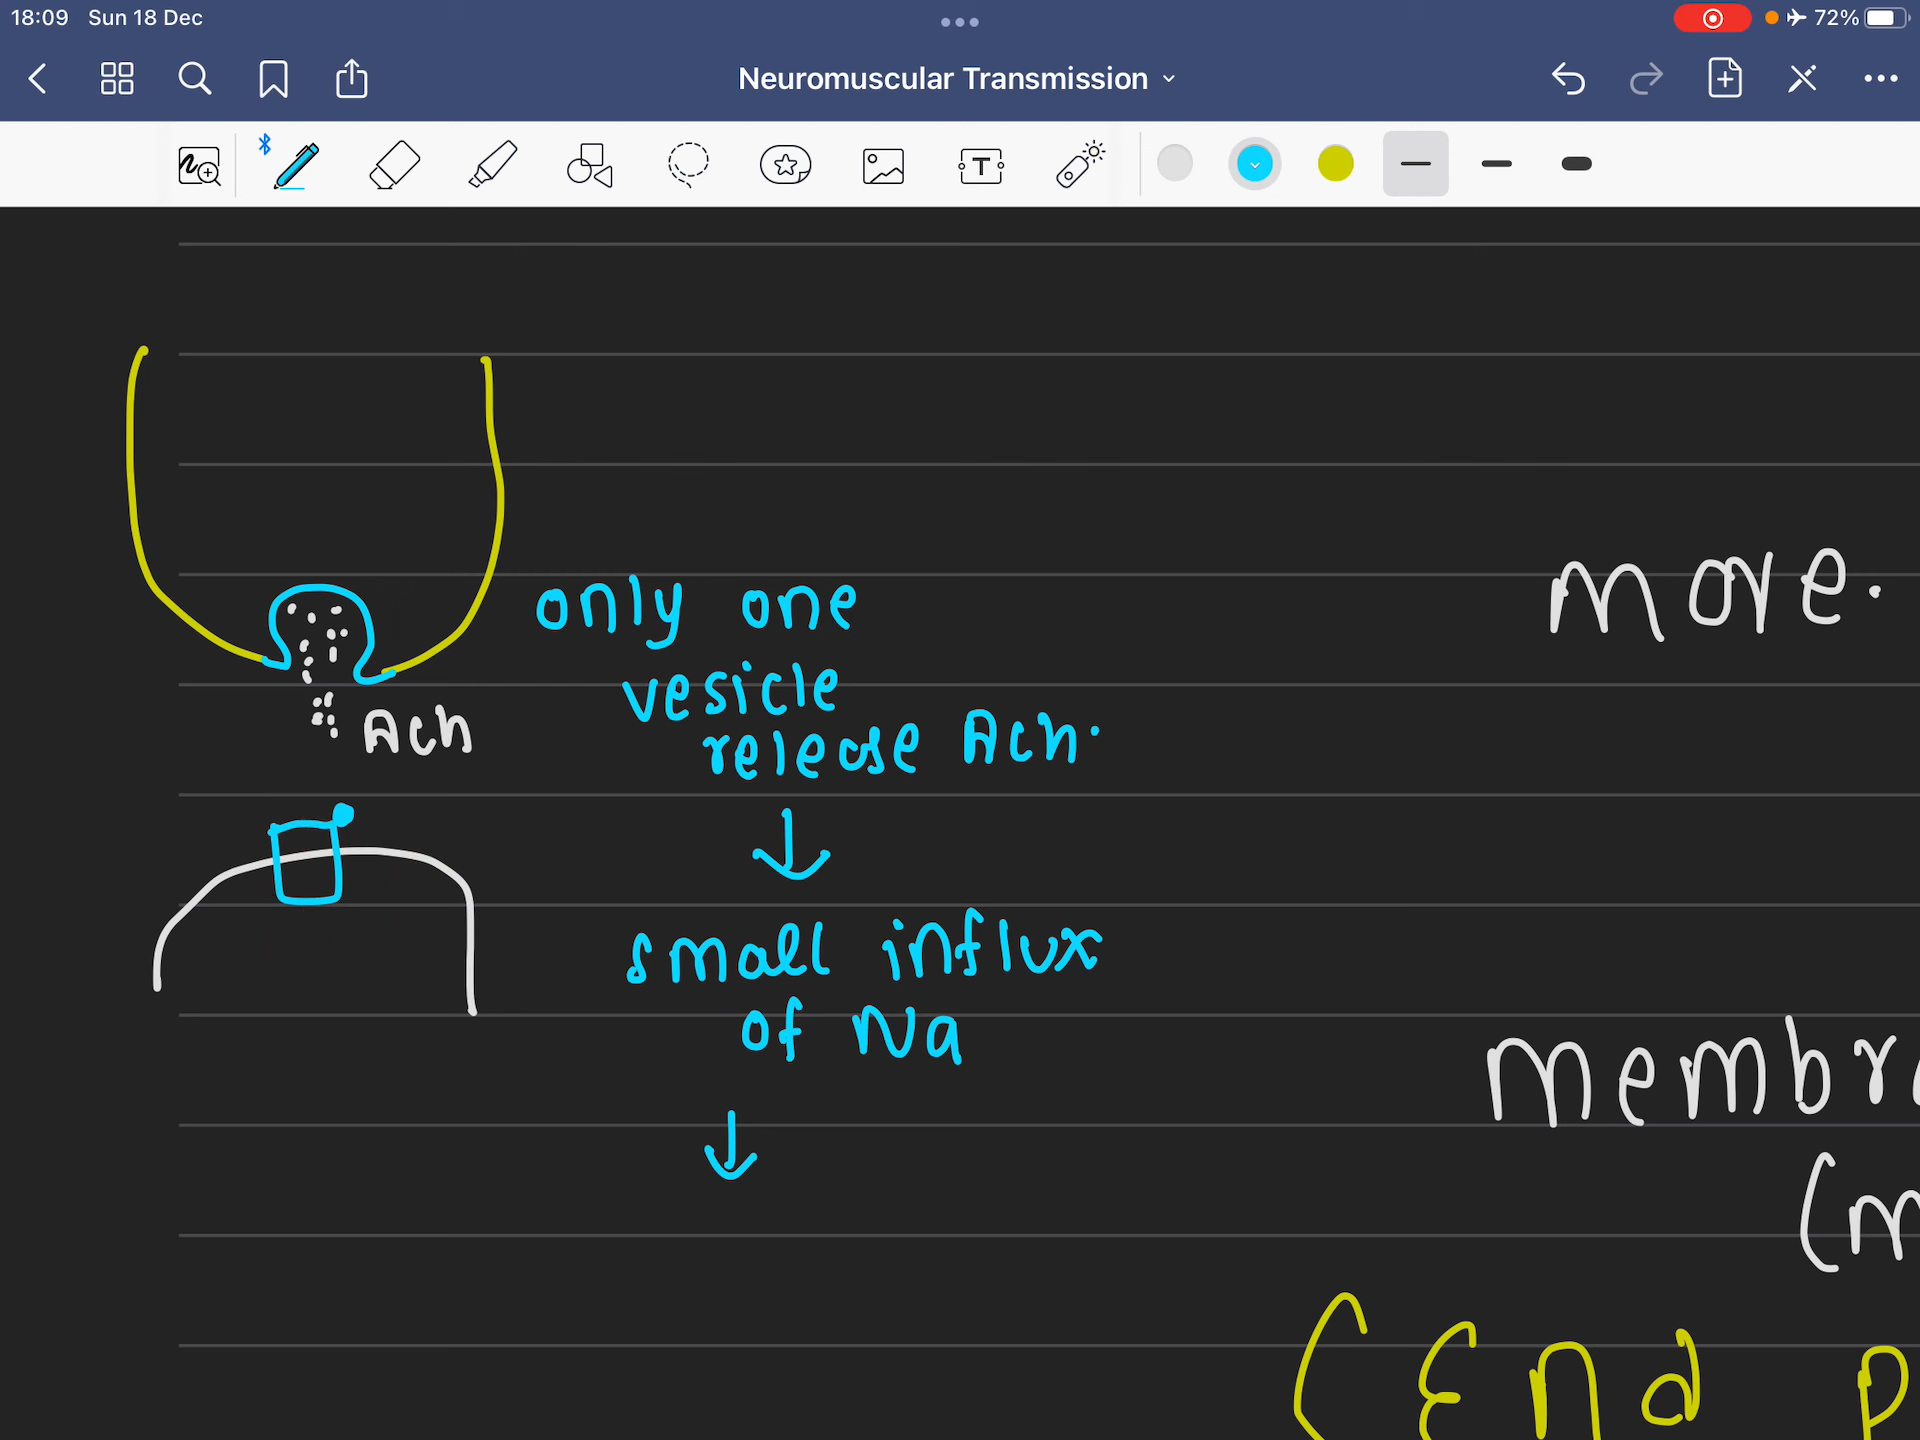 18:09 Sun 18 Dec
72%
Neuromuscular Transmission
T
only one
vesicle
release Ach.
Ach
small influx
of Na
more.
membr
(m
(End p